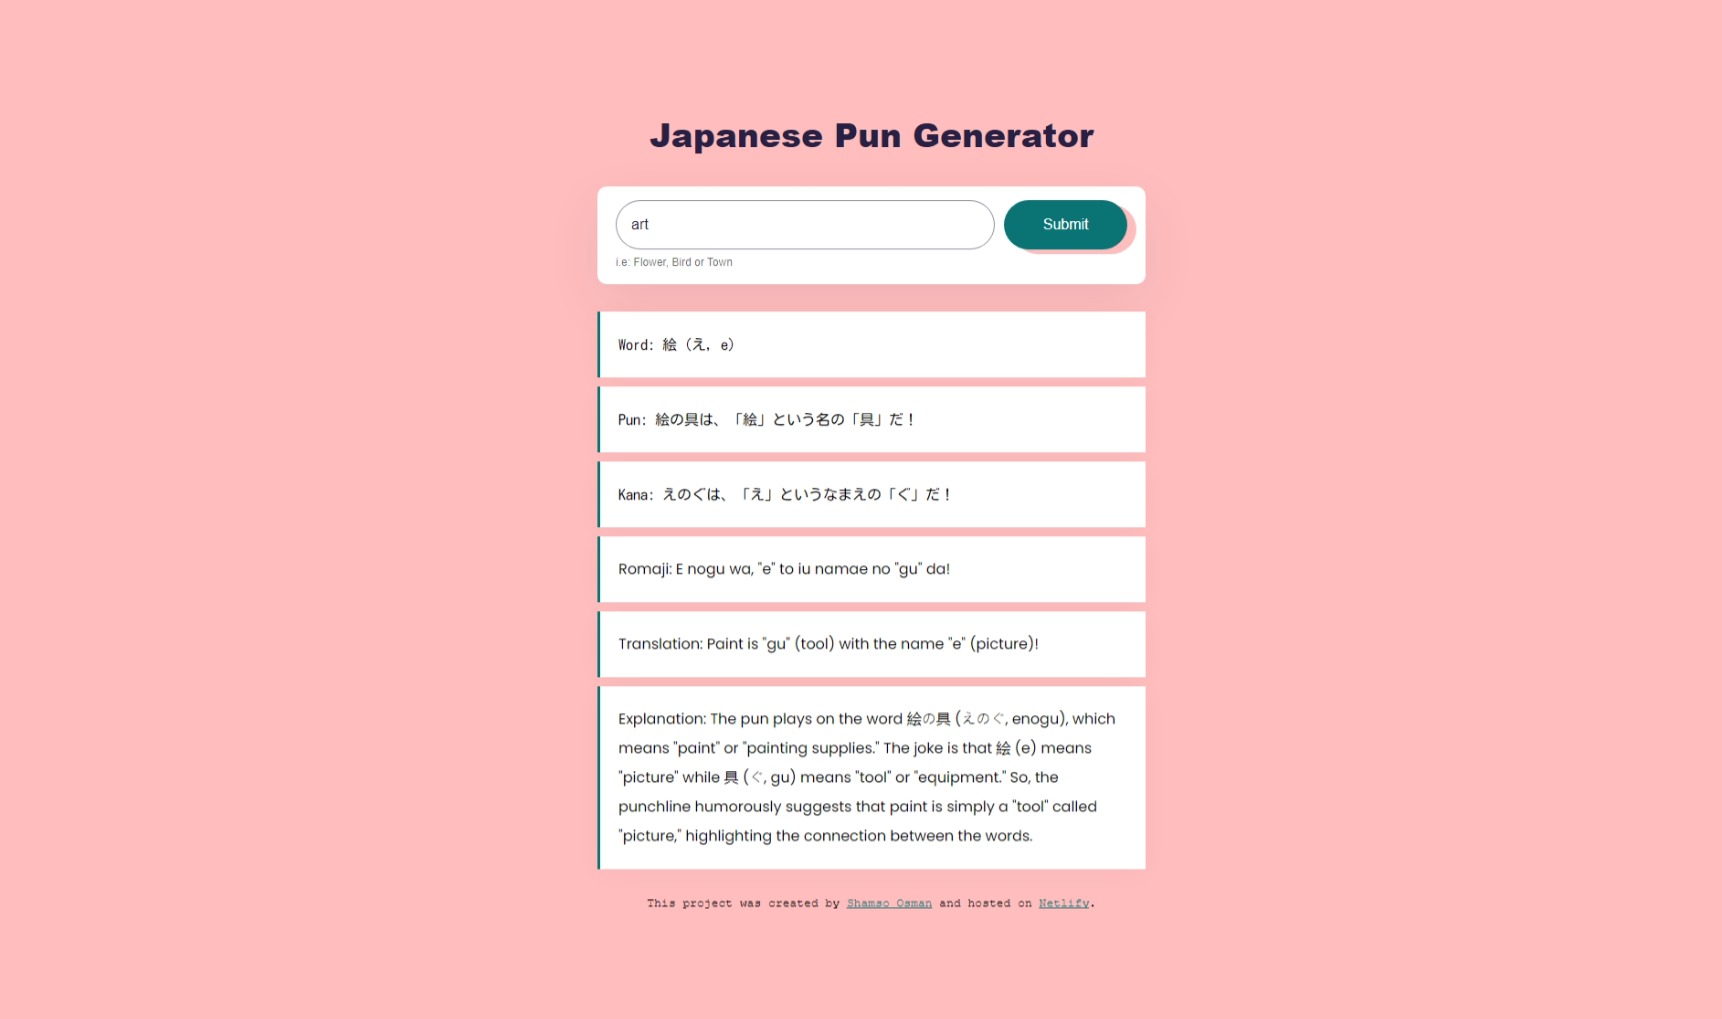 Japanese Pun Generator
art
Submit
i.e: Flower, Bird or Town
Word: 絵（え，e）
Pun: 絵の具は、「絵」という名の「具」だ！
Kana: えのぐは、「え」というなまえの「ぐ」だ！
Romaji: E nogu wa, "e" to iu namae no "gu" da!
Translation: Paint is "gu" (tool) with the name "e" (picture)!
Explanation: The pun plays on the word 絵の具 (えのぐ, enogu), which
means "paint" or "painting supplies." The joke is that 絵 (e) means
"picture" while 具 (ぐ, gu) means "tool" or "equipment." So, the
punchline humorously suggests that paint is simply a "tool" called
"picture," highlighting the connection between the words.
This project was created by Shamso Osman and hosted on Netlify.